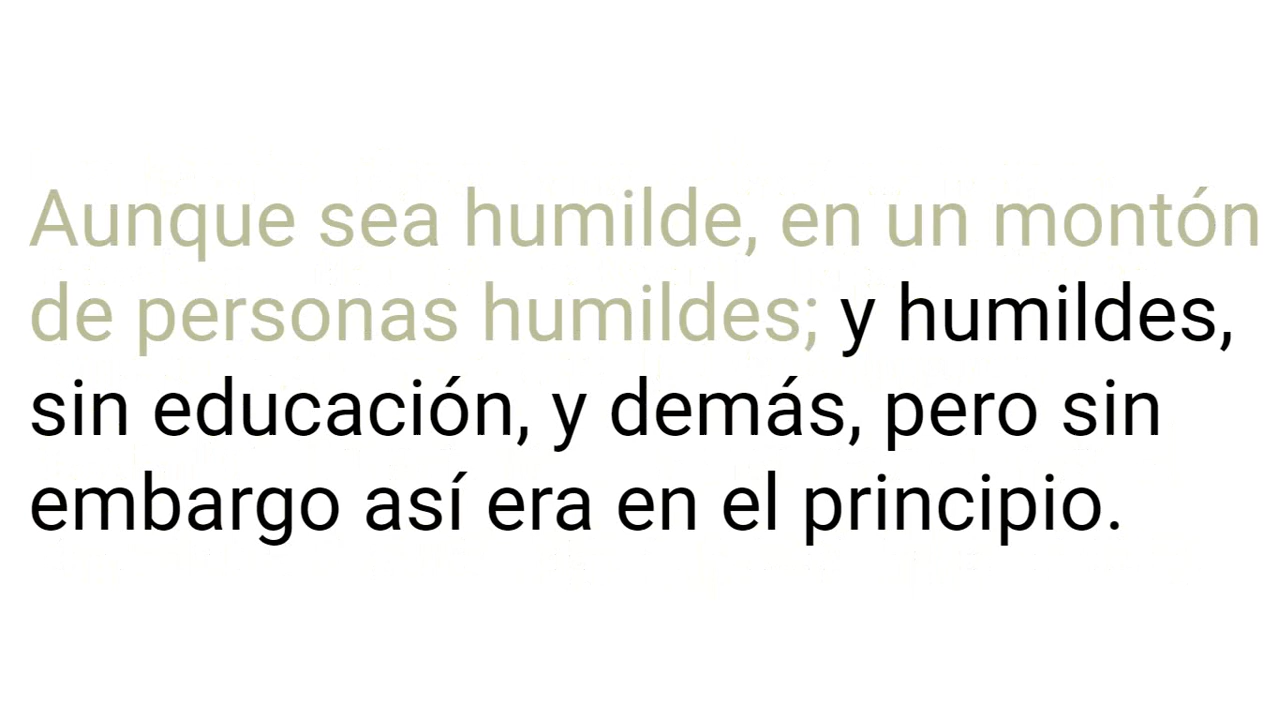 Aunque sea humilde, en un montón
de personas humildes; y humildes,
sin educación, y demás, pero sin
embargo así era en el principio.